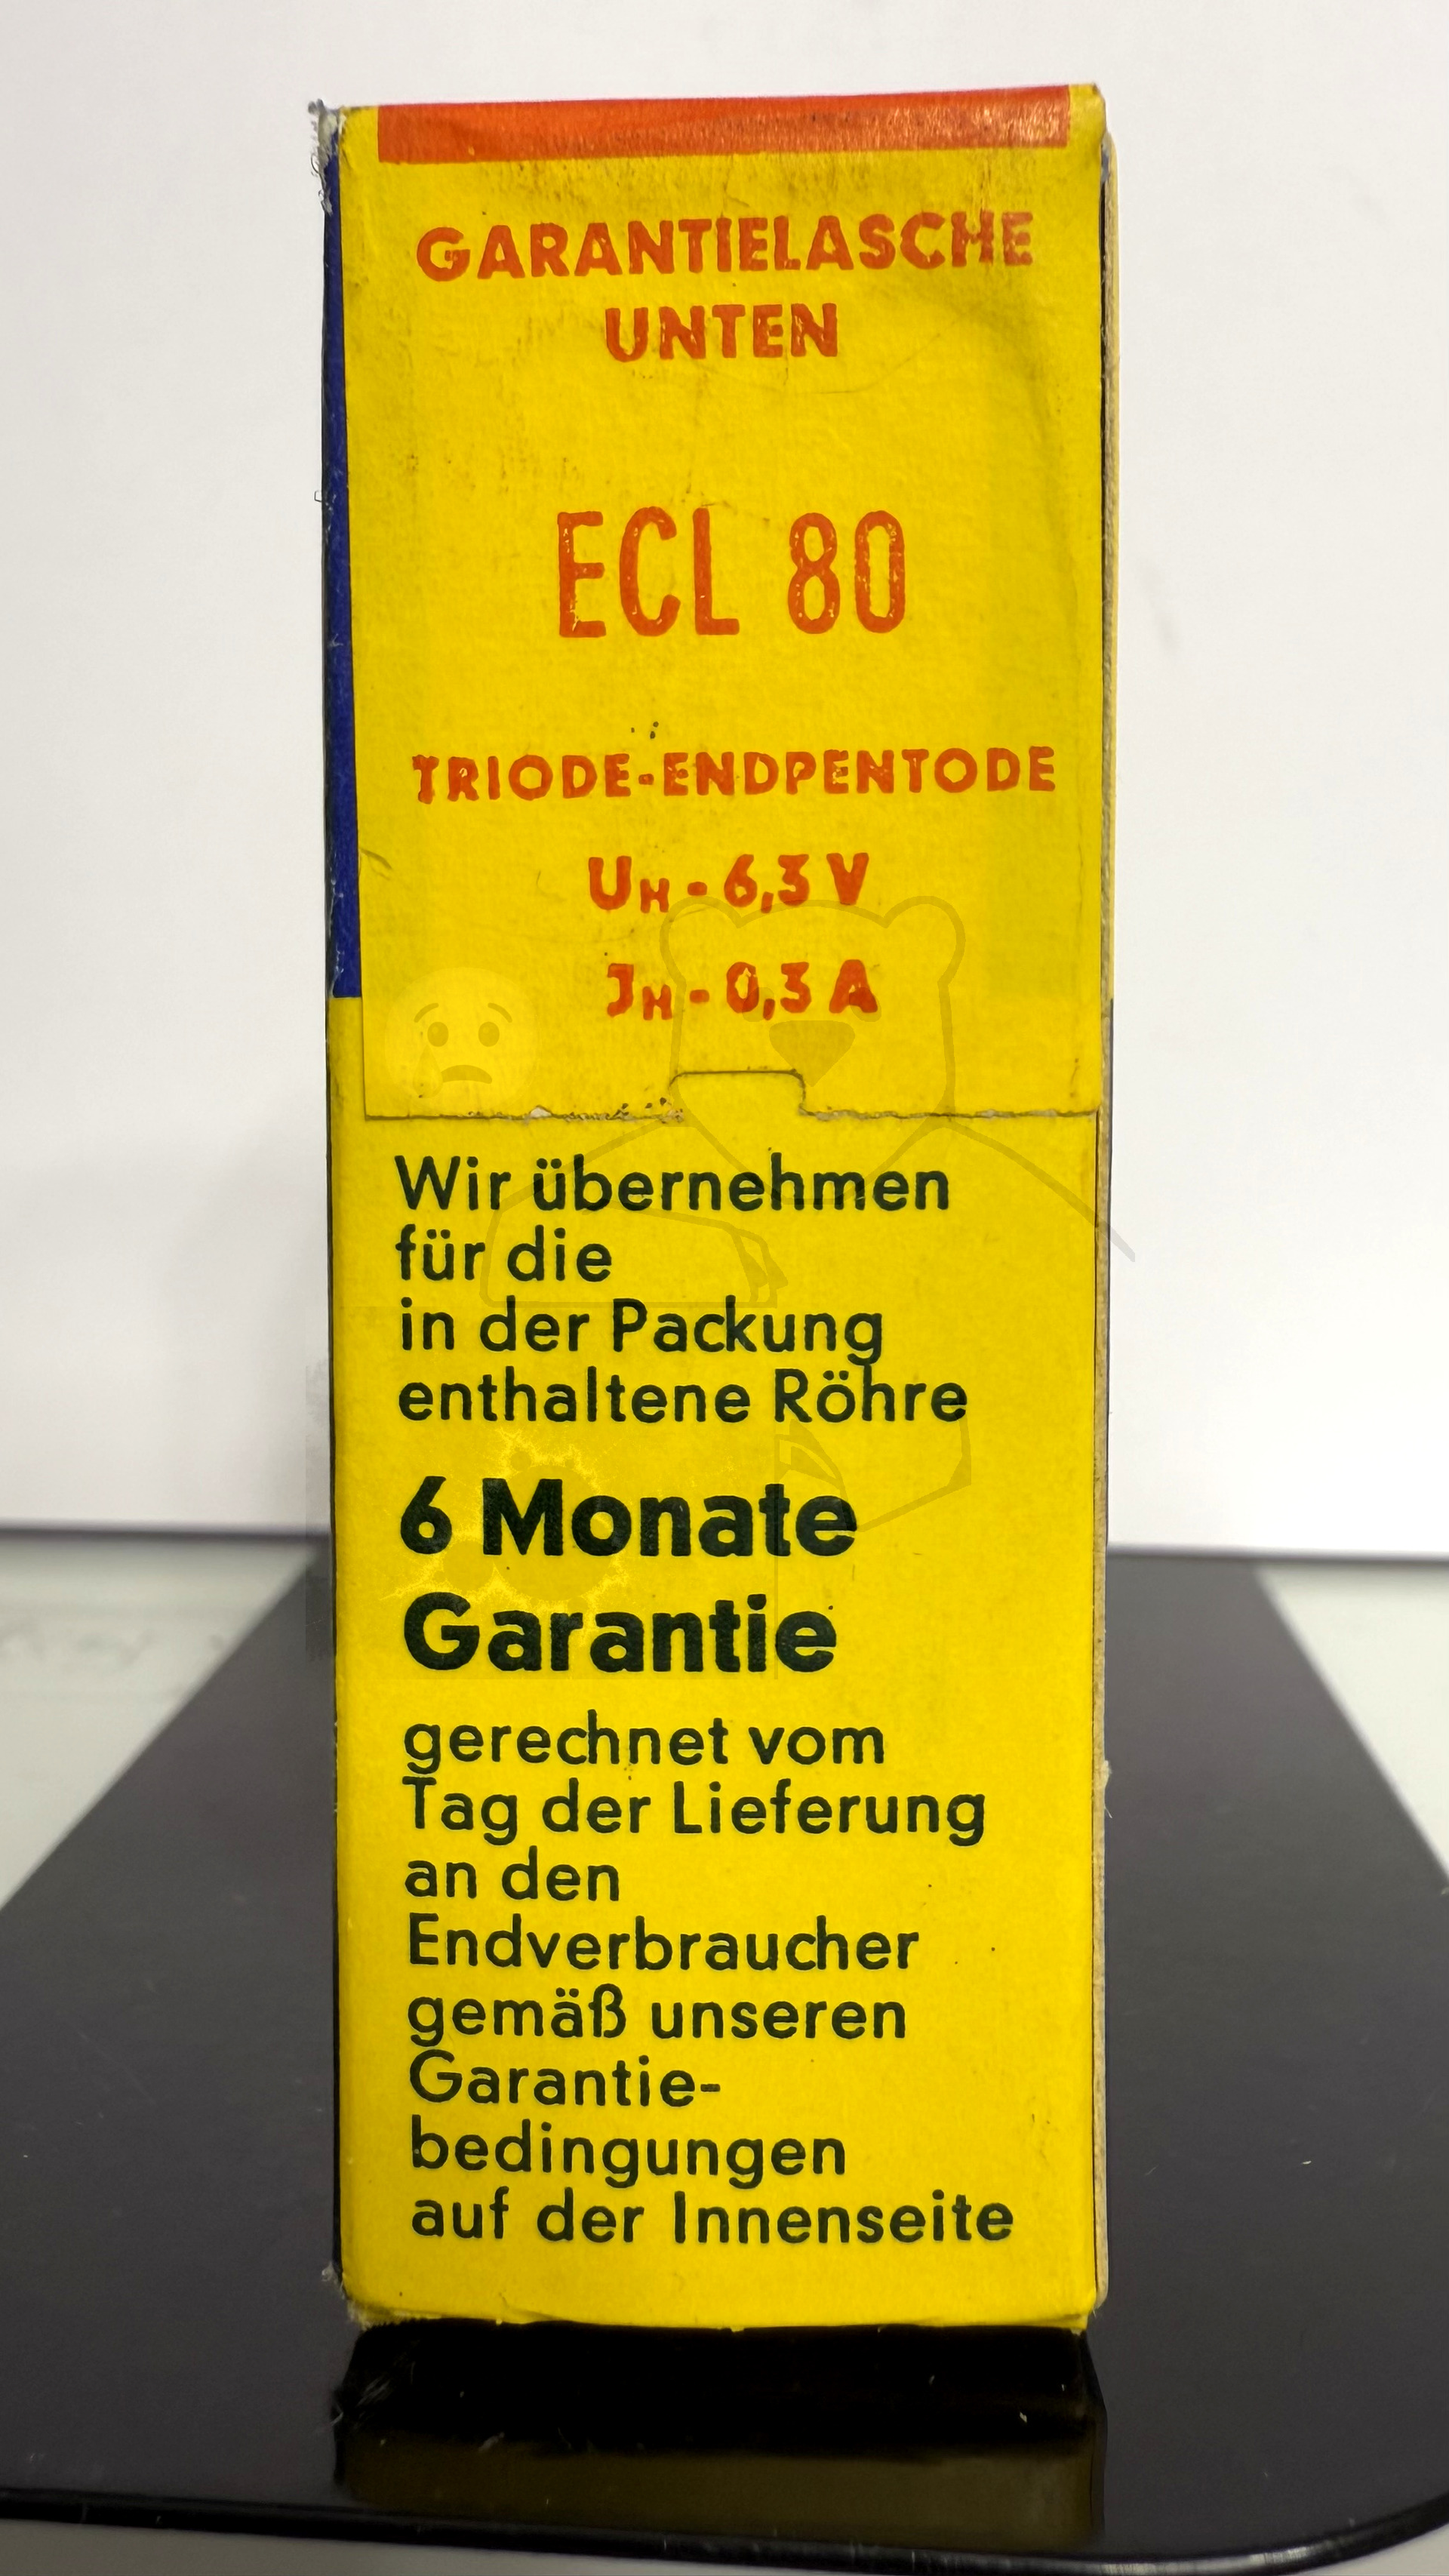 GARANTIELASCHE
UNTEN
ECL 80
TRIODE-ENDPENTODE
UH - 6,3 V
JH - 0,3 A
Wir übernehmen
für die
in der Packung
enthaltene Röhre
6 Monate
Garantie
gerechnet vom
Tag der Lieferung
an den
Endverbraucher
gemäß unseren
Garantie-
bedingungen
auf der Innenseite